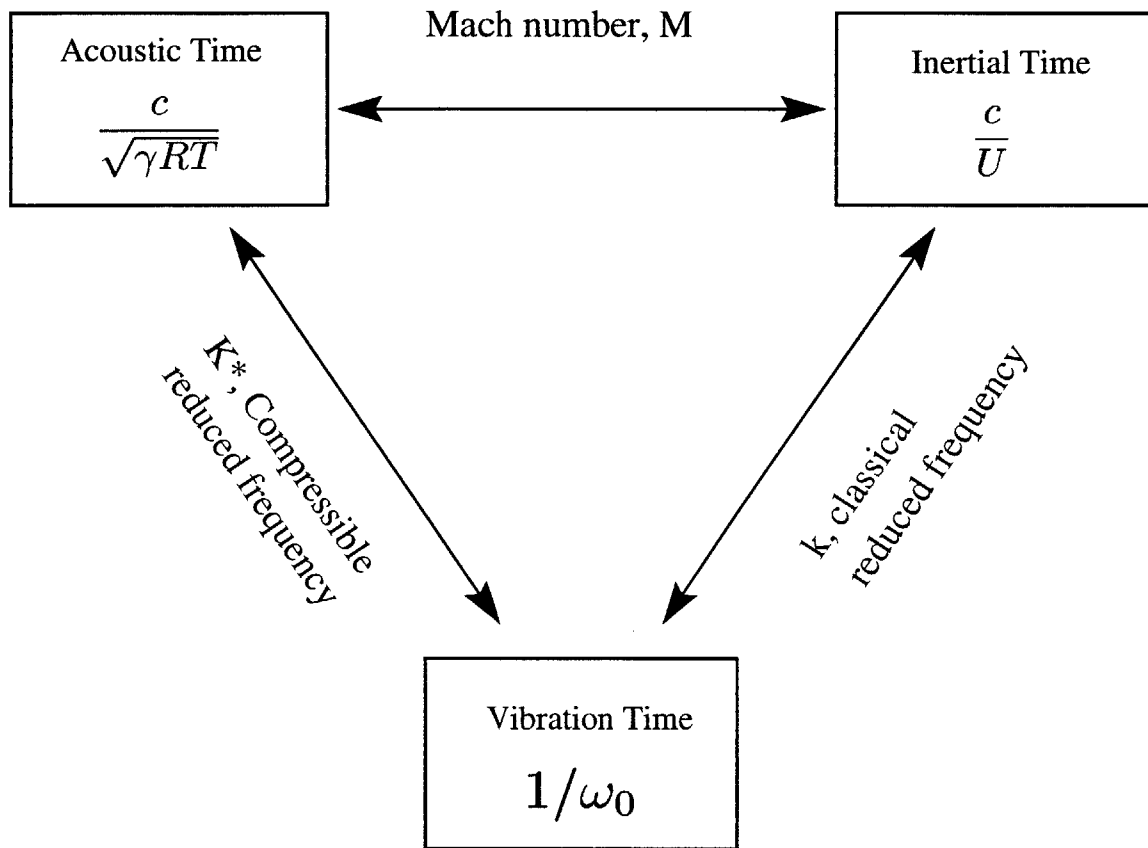 Mach number, M
Acoustic Time
c
√γRT
Inertial Time
c
U
K*, Compressible
reduced frequency
k, classical
reduced frequency
Vibration Time
1/ω₀